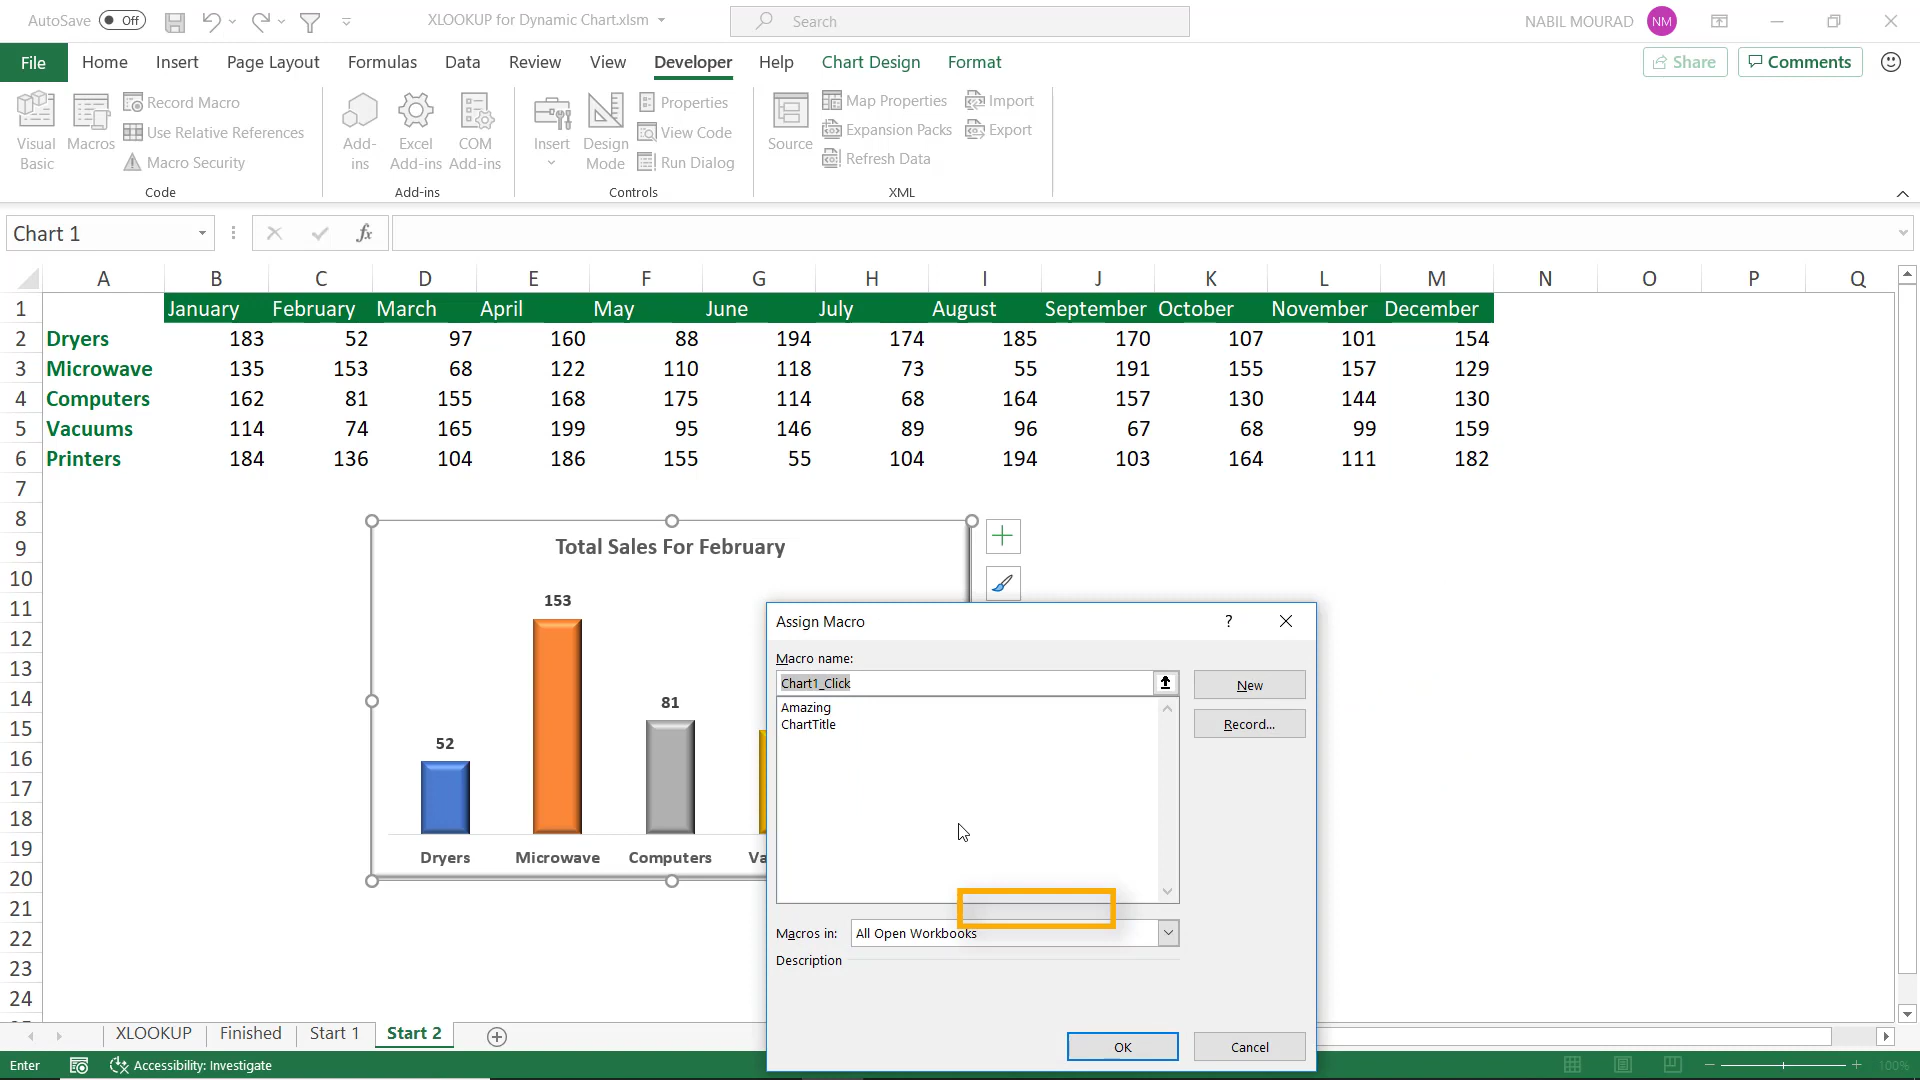 AutoSave Off XLOOKUP for Dynamic Chart.xlsm Search NABIL MOURAD NM
File Home Insert Page Layout Formulas Data Review View Developer Help Chart Design Format Share Comments
Visual Basic
Macros
Record Macro
Use Relative References
Macro Security
Code
Add-ins
Excel Add-ins
COM Add-ins
Add-ins
Insert
Design Mode
Properties
View Code
Run Dialog
Controls
Source
Map Properties
Expansion Packs
Refresh Data
Import
Export
XML
Chart 1 fx
A B C D E F G H I J K L M N O P Q
1 January February March April May June July August September October November December
2 Dryers 183 52 97 160 88 194 174 185 170 107 101 154
3 Microwave 135 153 68 122 110 118 73 55 191 155 157 129
4 Computers 162 81 155 168 175 114 68 164 157 130 144 130
5 Vacuums 114 74 165 199 95 146 89 96 67 68 99 159
6 Printers 184 136 104 186 155 55 104 194 103 164 111 182
7
8
9
10
11
12
13
14
15
16
17
18
19
20
21
22
23
24
Total Sales For February
153
81
52
Dryers Microwave Computers Va
Assign Macro ?
Macro name:
Chart1_Click
New
Amazing
ChartTitle
Record...
Macros in: All Open Workbooks
Description
OK Cancel
XLOOKUP Finished Start 1 Start 2
Enter Accessibility: Investigate 100%